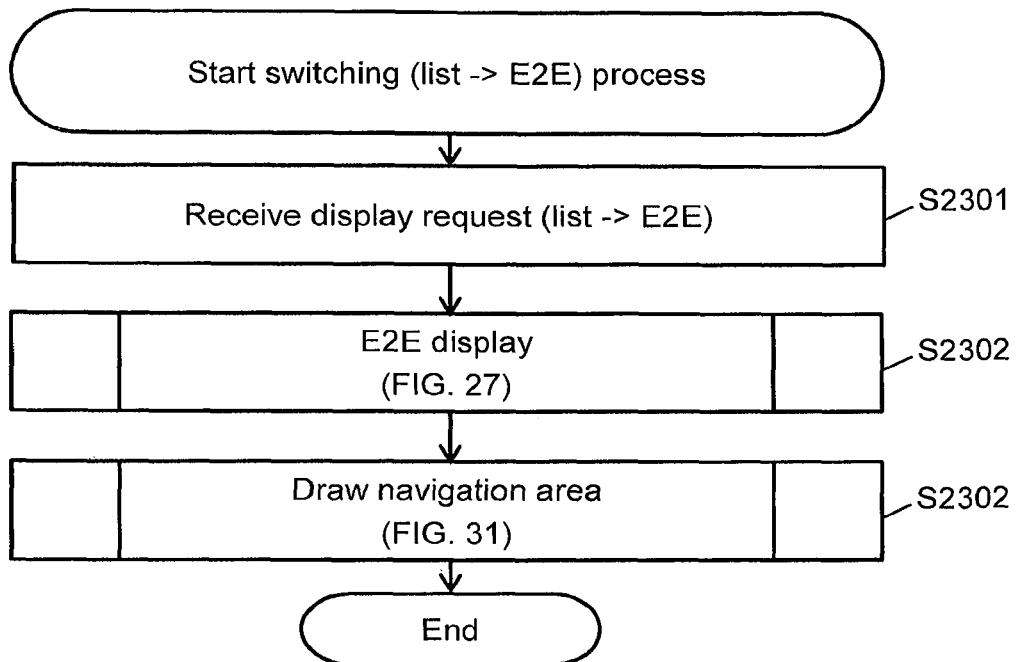 Start switching (list -> E2E) process
Receive display request (list -> E2E)
S2301
E2E display
(FIG. 27)
S2302
Draw navigation area
(FIG. 31)
S2302
End